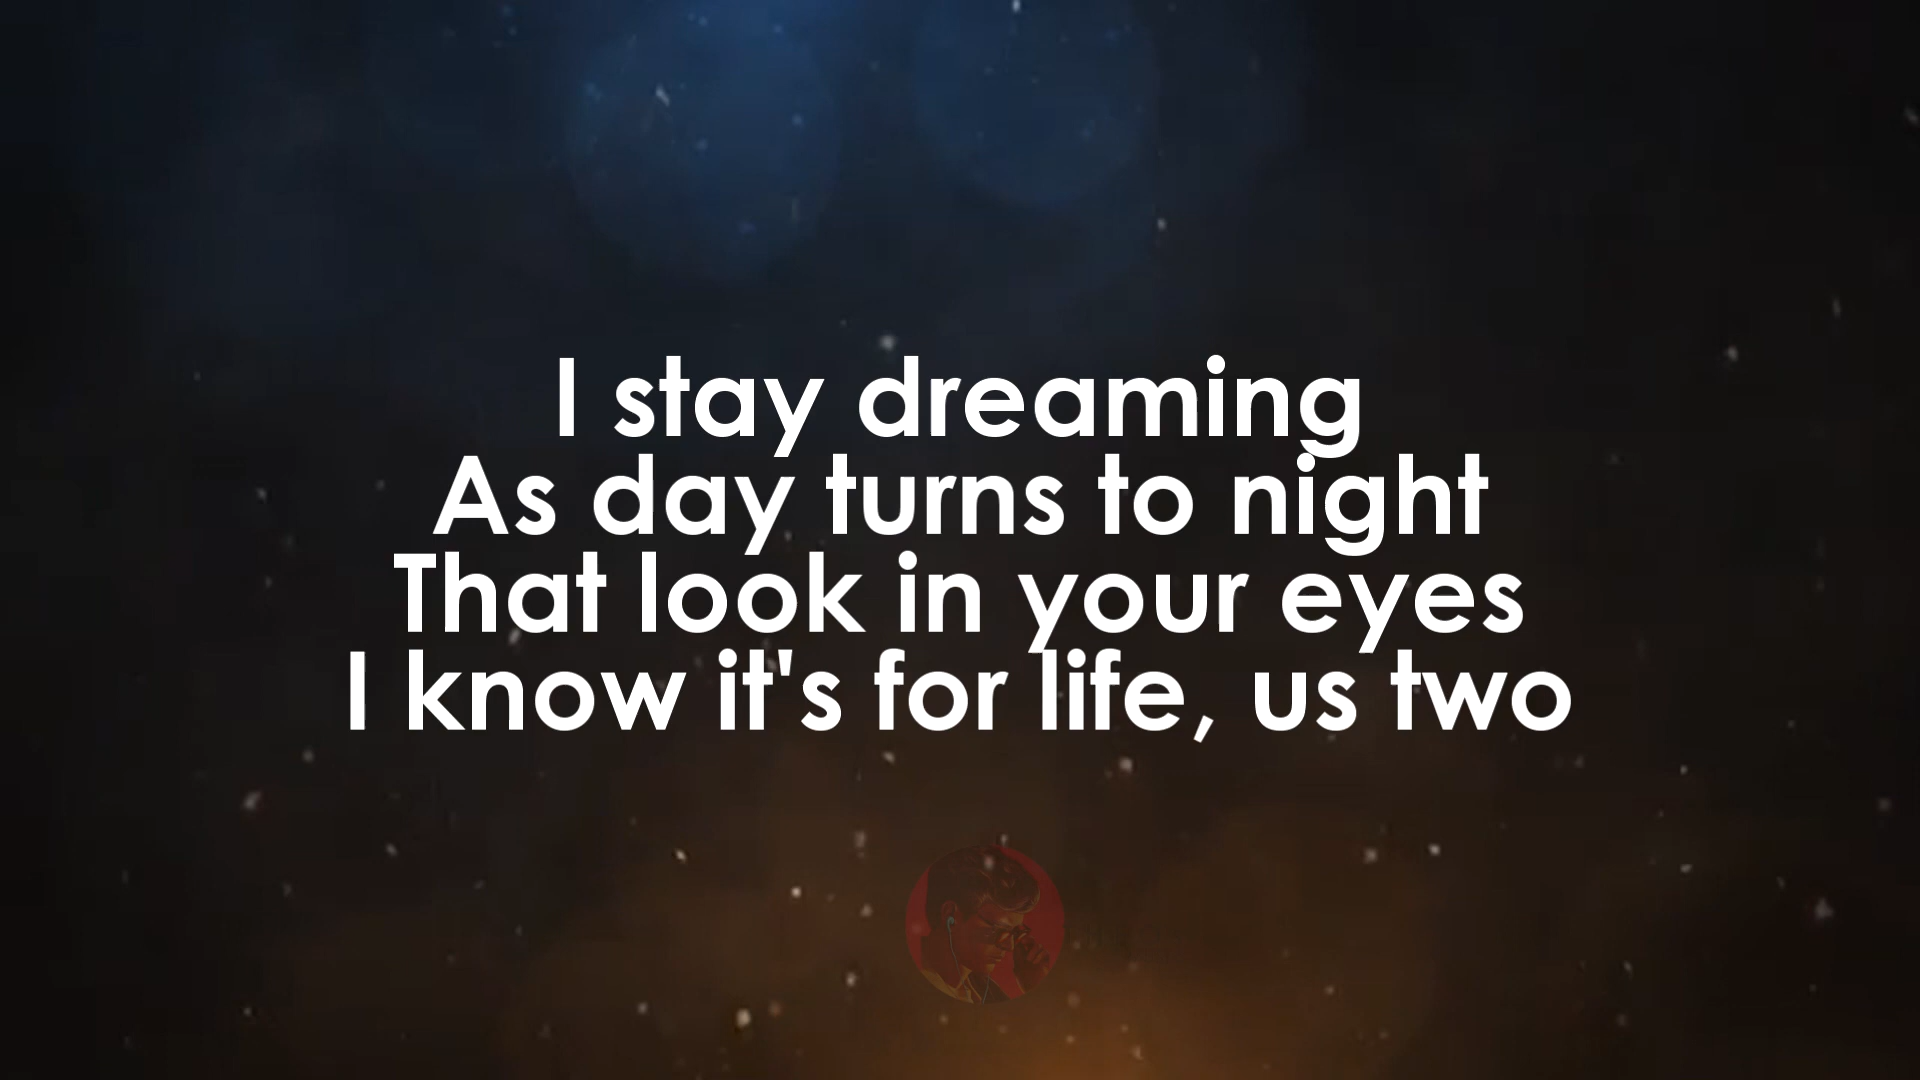 I stay dreaming
As day turns to night
That look in your eyes
I know it's for life, us two